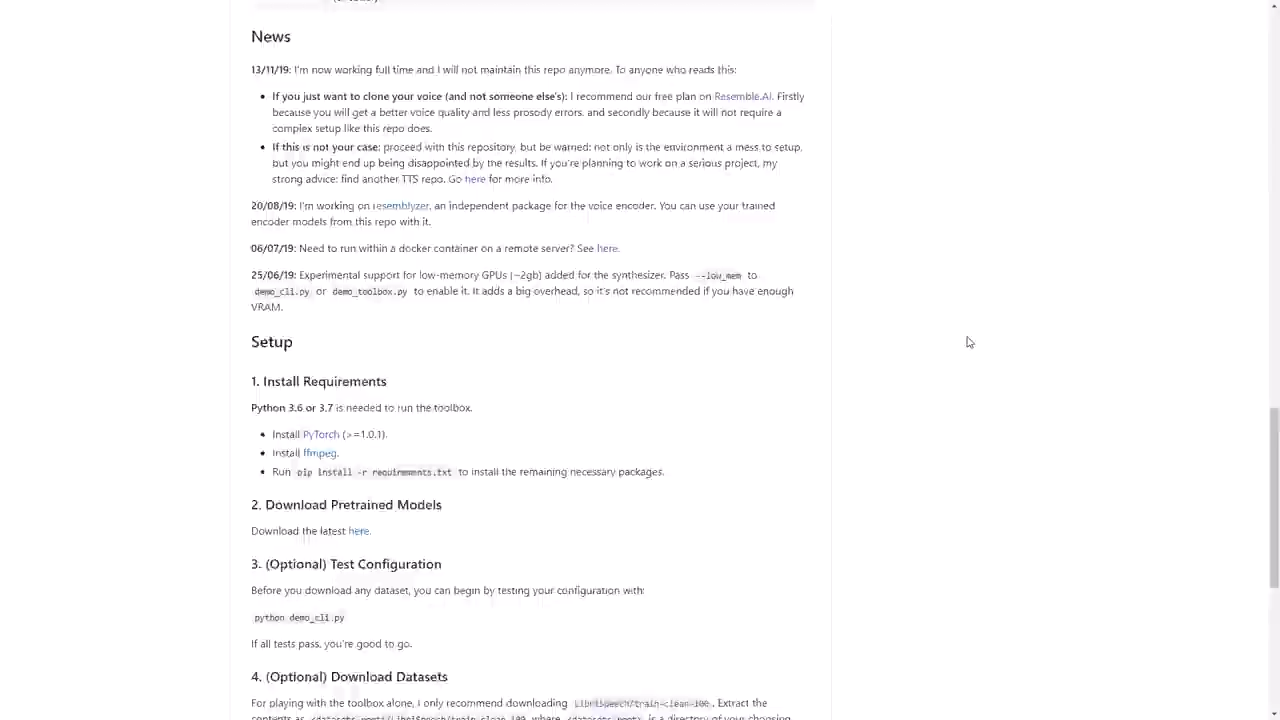 News
13/11/19: I'm now working full time and I will not maintain this repo anymore. To anyone who reads this:
If you just want to clone your voice (and not someone else's): I recommend our free plan on Resemble.AI. Firstly
because you will get a better voice quality and less prosody errors, and secondly because it will not require a
complex setup like this repo does.
If this is not your case: proceed with this repository, but be warned: not only is the environment a mess to setup,
but you might end up being disappointed by the results. If you're planning to work on a serious project, my
strong advice: find another TTS repo. Go here for more info.
20/08/19: I'm working on resemblyzer, an independent package for the voice encoder. You can use your trained
encoder models from this repo with it.
06/07/19: Need to run within a docker container on a remote server? See here.
25/06/19: Experimental support for low-memory GPUs (~2gb) added for the synthesizer. Pass --low_mem to
demo_cli.py or demo_toolbox.py to enable it. It adds a big overhead, so it's not recommended if you have enough
VRAM.
Setup
1. Install Requirements
Python 3.6 or 3.7 is needed to run the toolbox.
Install PyTorch (>=1.0.1).
Install ffmpeg.
Run pip install -r requirements.txt to install the remaining necessary packages.
2. Download Pretrained Models
Download the latest here.
3. (Optional) Test Configuration
Before you download any dataset, you can begin by testing your configuration with:
python demo_cli.py
If all tests pass, you're good to go.
4. (Optional) Download Datasets
For playing with the toolbox alone, I only recommend downloading LibriSpeech/train-clean-100. Extract the
contents as <datasets_root>/LibriSpeech/train-clean-100 where <datasets_root> is a directory of your choosing